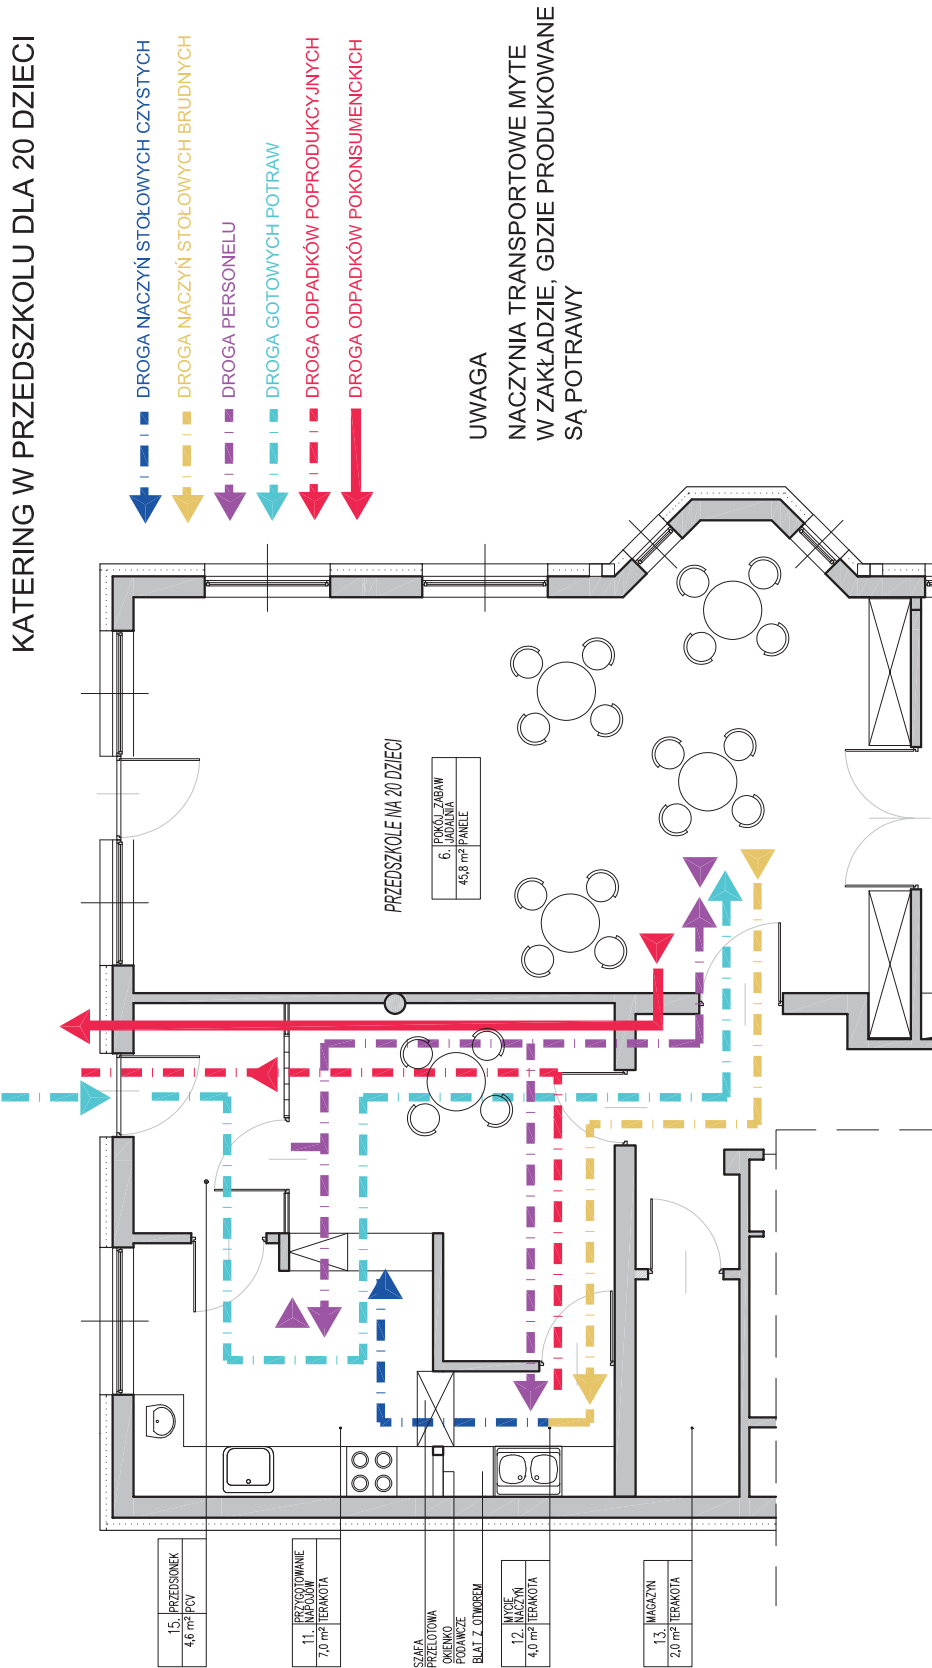 KATERING W PRZEDSZKOLU DLA 20 DZIECI
DROGA NACZYŃ STOŁOWYCH CZYSTYCH
DROGA NACZYŃ STOŁOWYCH BRUDNYCH
DROGA PERSONELU
DROGA GOTOWYCH POTRAW
DROGA ODPADKÓW POPRODUKCYJNYCH
DROGA ODPADKÓW POKONSUMENCKICH
UWAGA
NACZYNIA TRANSPORTOWE MYTE
W ZAKŁADZIE, GDZIE PRODUKOWANE
SĄ POTRAWY
PRZEDSZKOLE NA 20 DZIECI
6. POKÓJ ZABAW
JADALNIA
45,8 m² PANELE
15. PRZEDSIONEK
4,6 m² PCV
11. PRZYGOTOWANIE
NAPOJÓW
7,0 m² TERAKOTA
SZAFA
PRZELOTOWA
OKIENKO
PODAWCZE
BLAT Z OTWOREM
12. MYCIE
NACZYŃ
4,0 m² TERAKOTA
13. MAGAZYN
2,0 m² TERAKOTA